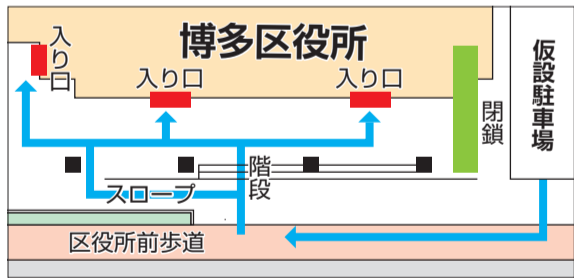 博多区役所
入り口
入り口
入り口
仮設駐車場
閉鎖
階段
スロープ
区役所前歩道